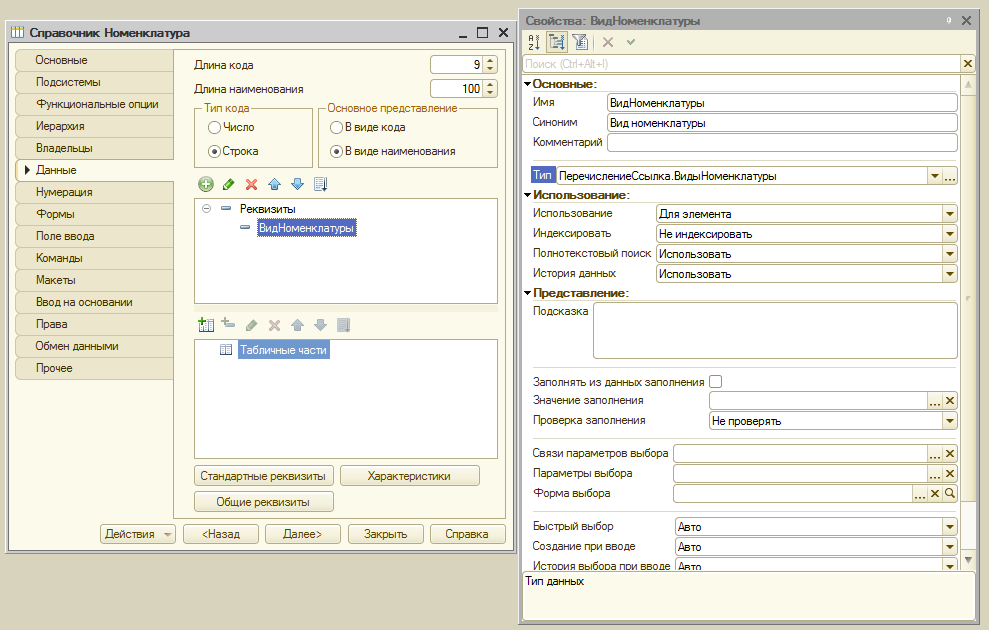 Справочник Номенклатура
Основные
Подсистемы
Функциональные опции
Иерархия
Владельцы
Данные
Нумерация
Формы
Поле ввода
Команды
Макеты
Ввод на основании
Права
Обмен данными
Прочее
Длина кода 9
Длина наименования 100
Тип кода
Число
Строка
Основное представление
В виде кода
В виде наименования
Реквизиты
ВидНоменклатуры
Табличные части
Стандартные реквизиты Характеристики
Общие реквизиты
Действия <Назад Далее> Закрыть Справка
Свойства: ВидНоменклатуры
Поиск (Ctrl+Alt+I)
Основные:
Имя ВидНоменклатуры
Синоним Вид номенклатуры
Комментарий
Тип ПеречислениеСсылка.ВидыНоменклатуры
Использование:
Использование Для элемента
Индексировать Не индексировать
Полнотекстовый поиск Использовать
История данных Использовать
Представление:
Подсказка
Заполнять из данных заполнения
Значение заполнения
Проверка заполнения Не проверять
Связи параметров выбора
Параметры выбора
Форма выбора
Быстрый выбор Авто
Создание при вводе Авто
История выбора при вводе Авто
Тип данных